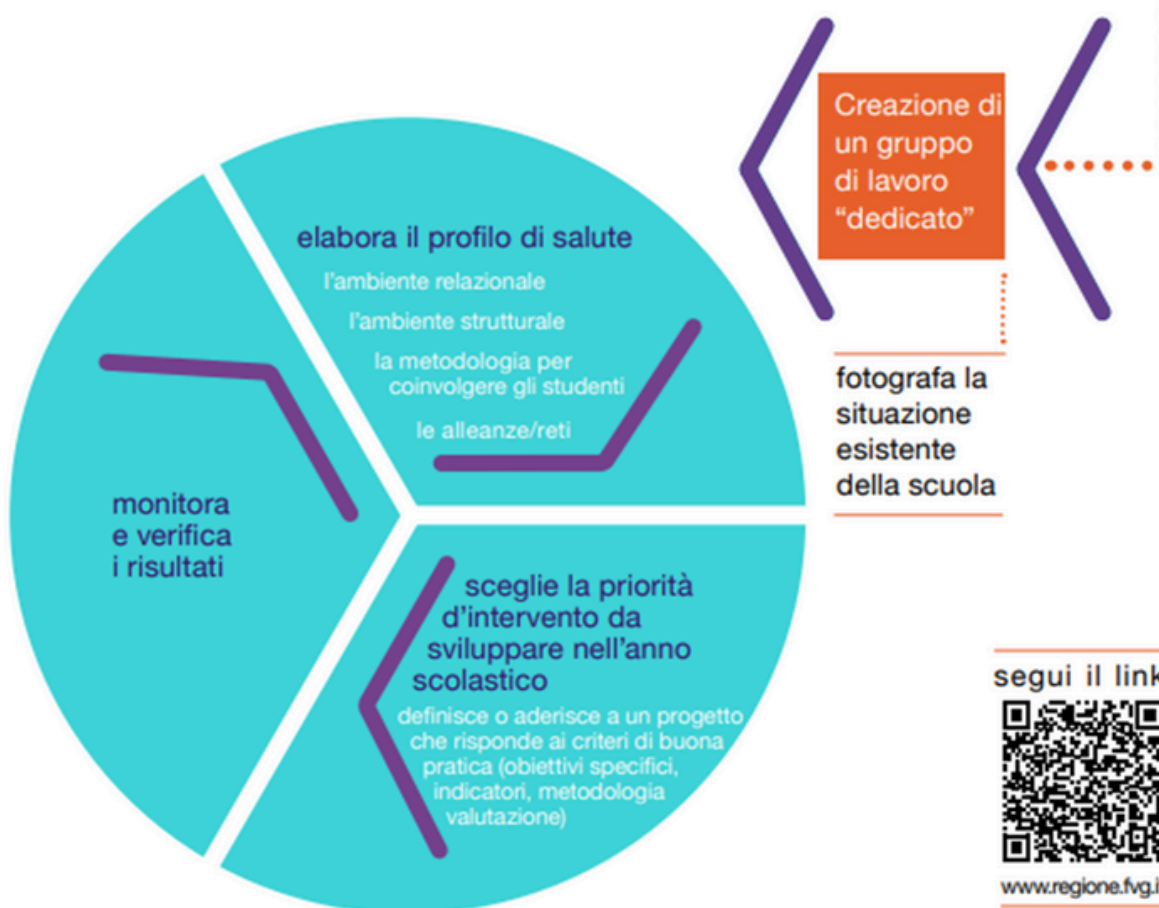 Creazione di
un gruppo
di lavoro
“dedicato”
fotografa la
situazione
esistente
della scuola
elabora il profilo di salute
l’ambiente relazionale
l’ambiente strutturale
la metodologia per
coinvolgere gli studenti
le alleanze/reti
sceglie la priorità
d’intervento da
sviluppare nell’anno
scolastico
definisce o aderisce a un progetto
che risponde ai criteri di buona
pratica (obiettivi specifici,
indicatori, metodologia
valutazione)
monitora
e verifica
i risultati
segui il link
www.regione.fvg.i